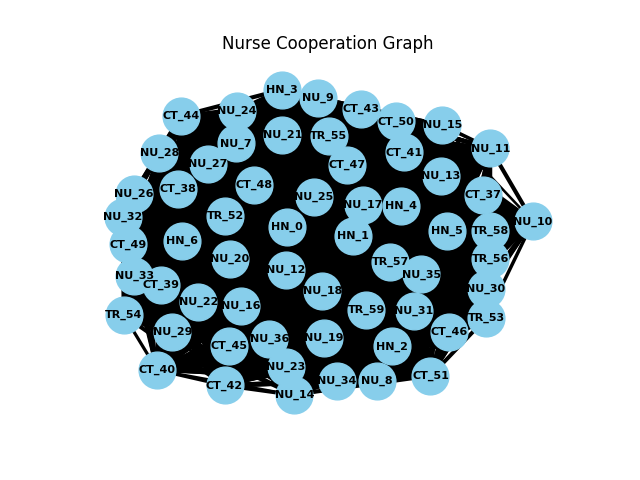 Nurse Cooperation Graph
HN_3
NU_9
CT_43
NU_24
CT_44
CT_50
NU_15
NU_21
TR_55
NU_7
NU_11
NU_28
CT_41
NU_27
CT_47
NU_13
CT_48
CT_38
NU_26
CT_37
NU_25
NU_17
HN_4
NU_32
TR_52
NU_10
HN_0
HN_5
TR_58
HN_1
HN_6
CT_49
NU_20
TR_56
TR_57
NU_12
NU_35
NU_33
CT_39
NU_18
NU_30
NU_22
NU_16
TR_59
NU_31
TR_54
TR_53
NU_29
CT_46
NU_36
NU_19
CT_45
HN_2
NU_23
CT_40
CT_51
NU_34
NU_8
CT_42
NU_14